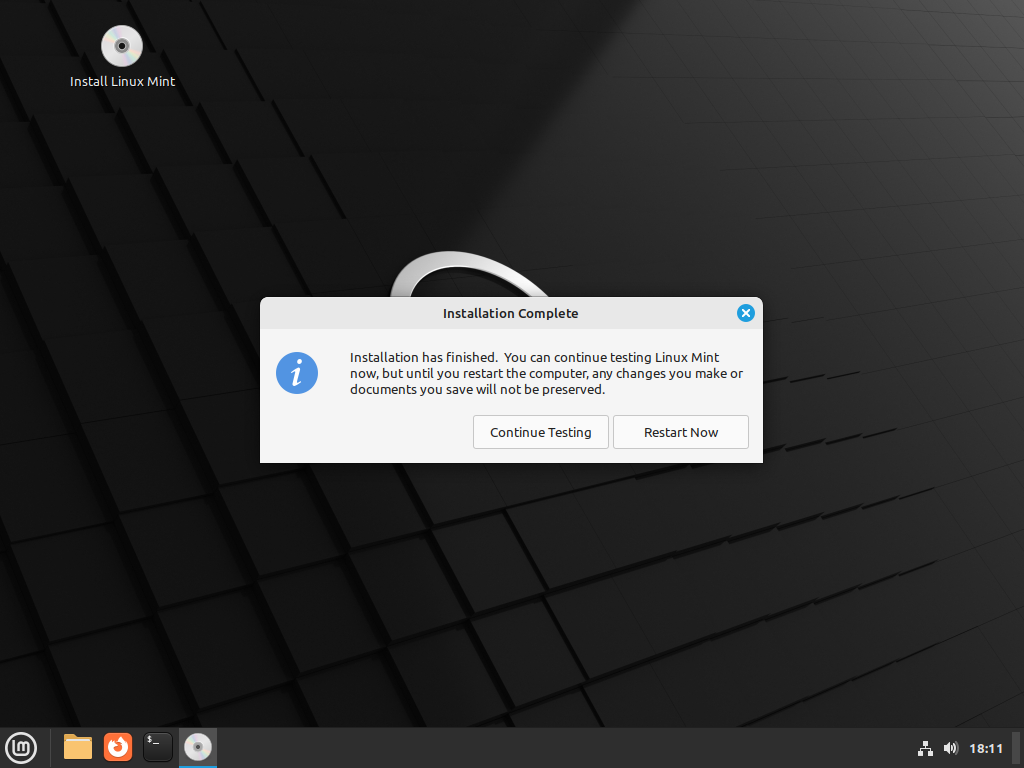 Install Linux Mint
Installation Complete
Installation has finished. You can continue testing Linux Mint
now, but until you restart the computer, any changes you make or
documents you save will not be preserved.
Continue Testing
Restart Now
$_
18:11